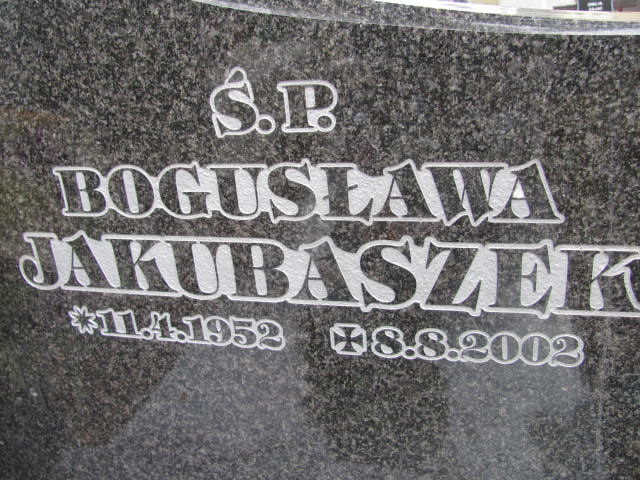 Ś.P.
BOGUSŁAWA
JAKUBASZEK
*11.4.1952 ✠8.8.2002